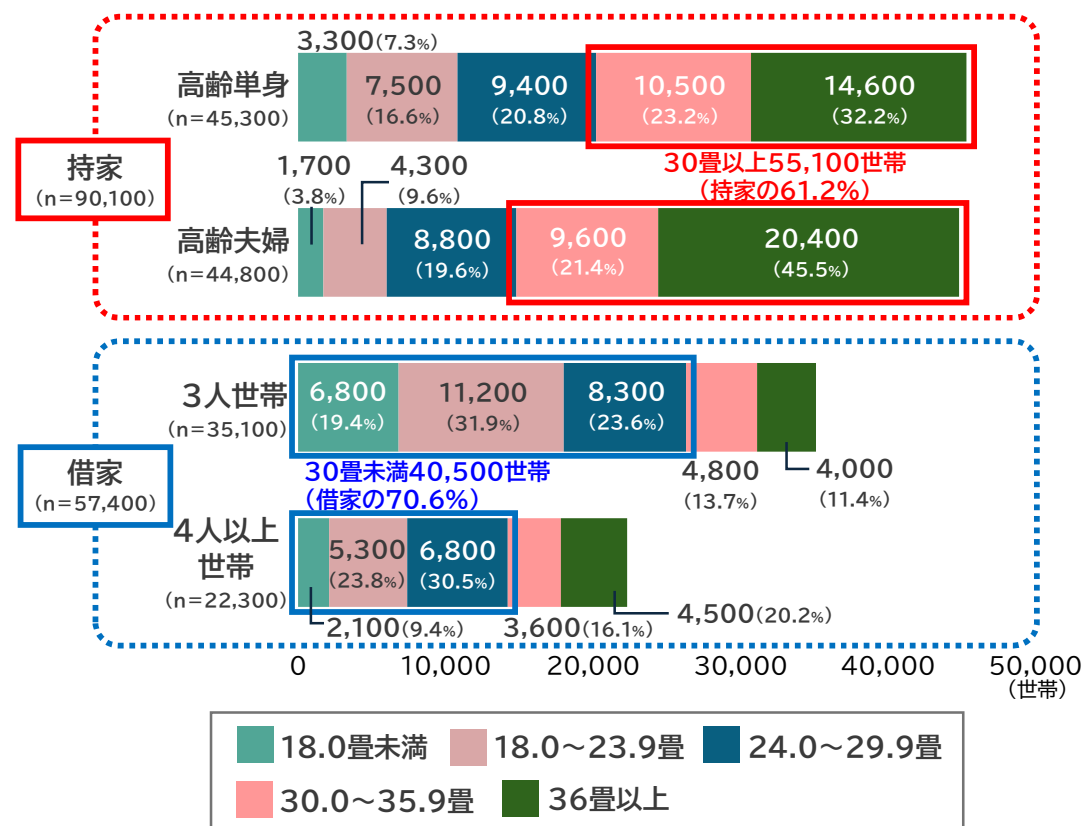 3,300(7.3%)
高齢単身
(n=45,300)
7,500
(16.6%)
9,400
(20.8%)
10,500
(23.2%)
14,600
(32.2%)
30畳以上55,100世帯
(持家の61.2%)
持家
(n=90,100)
1,700
(3.8%)
4,300
(9.6%)
高齢夫婦
(n=44,800)
8,800
(19.6%)
9,600
(21.4%)
20,400
(45.5%)
3人世帯
(n=35,100)
6,800
(19.4%)
11,200
(31.9%)
8,300
(23.6%)
4,800
(13.7%)
4,000
(11.4%)
30畳未満40,500世帯
(借家の70.6%)
借家
(n=57,400)
4人以上
世帯
(n=22,300)
5,300
(23.8%)
6,800
(30.5%)
2,100(9.4%)
3,600(16.1%)
4,500(20.2%)
0 10,000 20,000 30,000 40,000 50,000
(世帯)
18.0畳未満 18.0～23.9畳 24.0～29.9畳
30.0～35.9畳 36畳以上